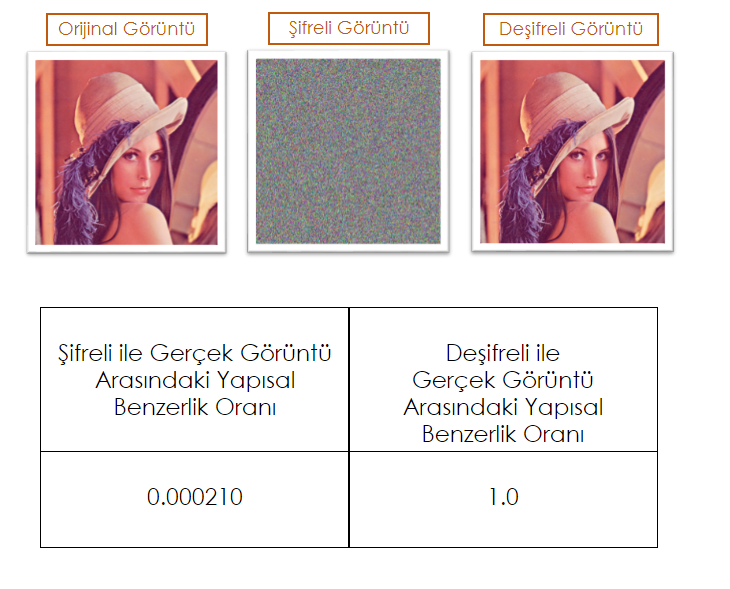 Orijinal Görüntü
Şifreli Görüntü
Deşifreli Görüntü
Şifreli ile Gerçek Görüntü
Arasındaki Yapısal
Benzerlik Oranı
Deşifreli ile
Gerçek Görüntü
Arasındaki Yapısal
Benzerlik Oranı
0.000210
1.0